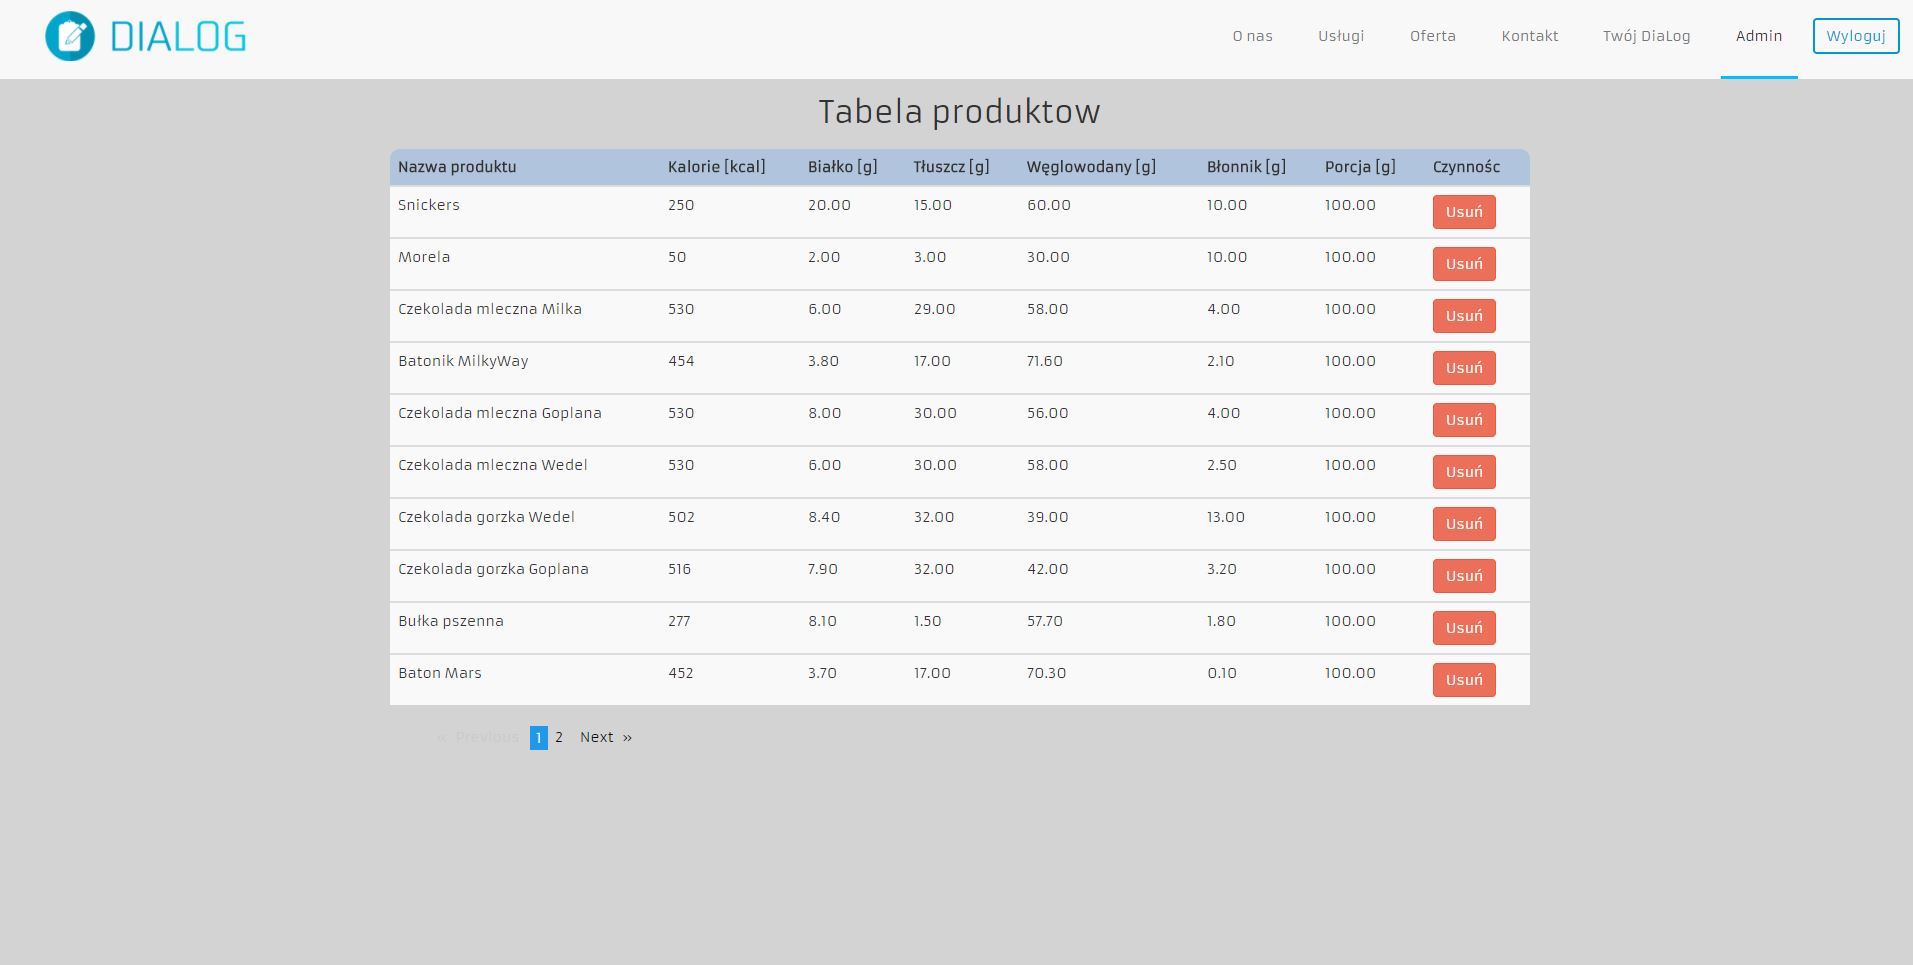 DIALOG O nas Usługi Oferta Kontakt Twój DiaLog Admin Wyloguj
Tabela produktow
Nazwa produktu Kalorie [kcal] Białko [g] Tłuszcz [g] Węglowodany [g] Błonnik [g] Porcja [g] Czynnośc
Snickers 250 20.00 15.00 60.00 10.00 100.00 Usuń
Morela 50 2.00 3.00 30.00 10.00 100.00 Usuń
Czekolada mleczna Milka 530 6.00 29.00 58.00 4.00 100.00 Usuń
Batonik MilkyWay 454 3.80 17.00 71.60 2.10 100.00 Usuń
Czekolada mleczna Goplana 530 8.00 30.00 56.00 4.00 100.00 Usuń
Czekolada mleczna Wedel 530 6.00 30.00 58.00 2.50 100.00 Usuń
Czekolada gorzka Wedel 502 8.40 32.00 39.00 13.00 100.00 Usuń
Czekolada gorzka Goplana 516 7.90 32.00 42.00 3.20 100.00 Usuń
Bułka pszenna 277 8.10 1.50 57.70 1.80 100.00 Usuń
Baton Mars 452 3.70 17.00 70.30 0.10 100.00 Usuń
« Previous 1 2 Next »